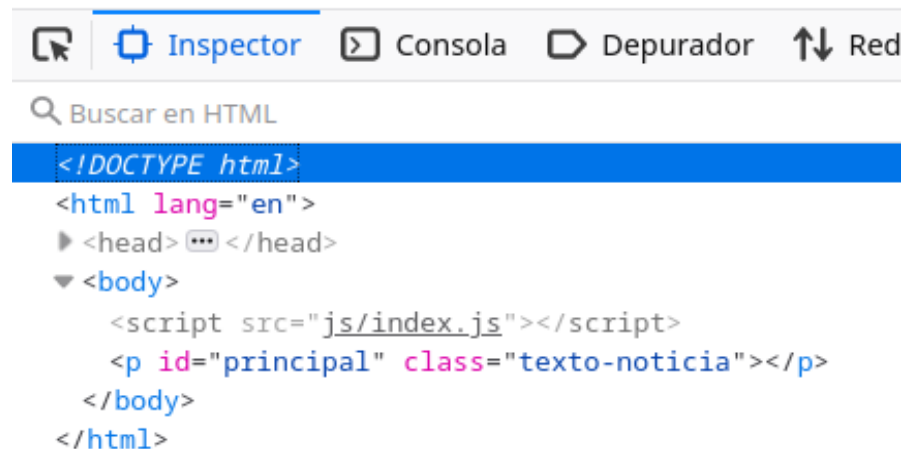 Inspector Consola Depurador Red
Buscar en HTML
<!DOCTYPE html>
<html lang="en">
<head> ... </head>
<body>
<script src="js/index.js"></script>
<p id="principal" class="texto-noticia"></p>
</body>
</html>